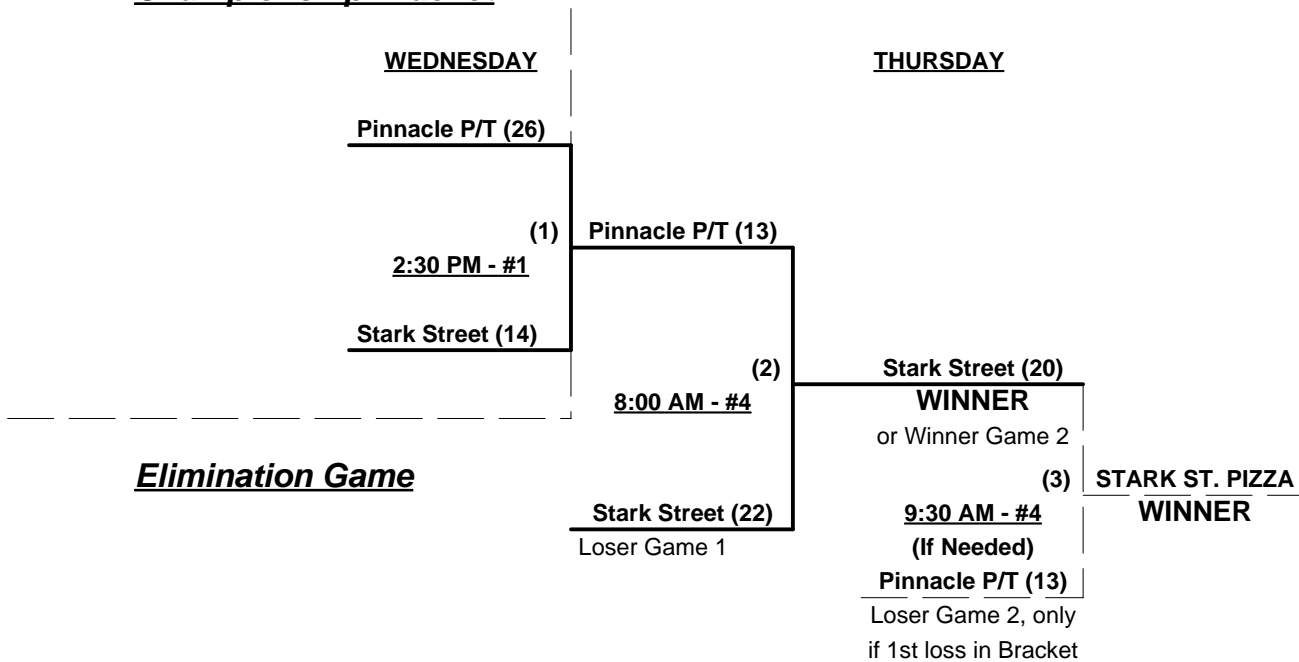 WEDNESDAY
THURSDAY
Pinnacle P/T (26)
(1)
Pinnacle P/T (13)
2:30 PM - #1
Stark Street (14)
(2)
Stark Street (20)
8:00 AM - #4
WINNER
or Winner Game 2
Elimination Game
(3)
STARK ST. PIZZA
Stark Street (22)
9:30 AM - #4
WINNER
Loser Game 1
(If Needed)
Pinnacle P/T (13)
Loser Game 2, only
if 1st loss in Bracket